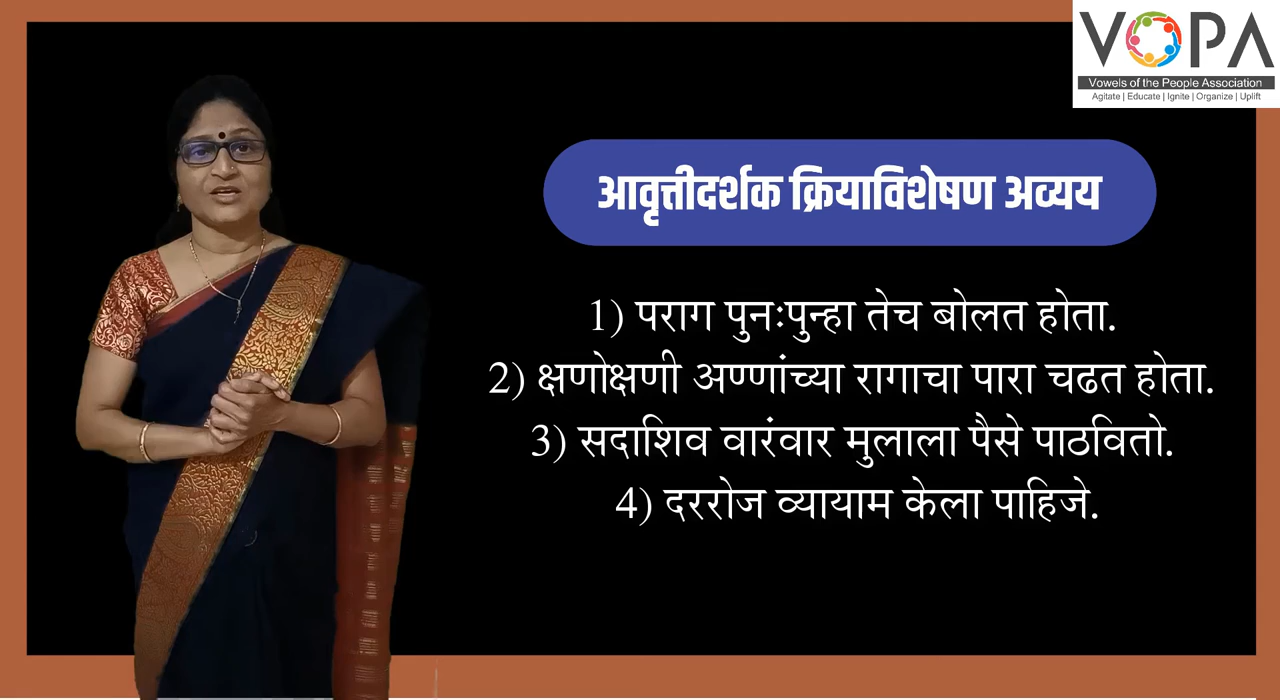 VOPA
Vowels of the People Association
Agitate | Educate | Ignite | Organize | Uplift
आवृत्तीदर्शक क्रियाविशेषण अव्यय
1) पराग पुनःपुन्हा तेच बोलत होता.
2) क्षणोक्षणी अण्णांच्या रागाचा पारा चढत होता.
3) सदाशिव वारंवार मुलाला पैसे पाठवितो.
4) दररोज व्यायाम केला पाहिजे.